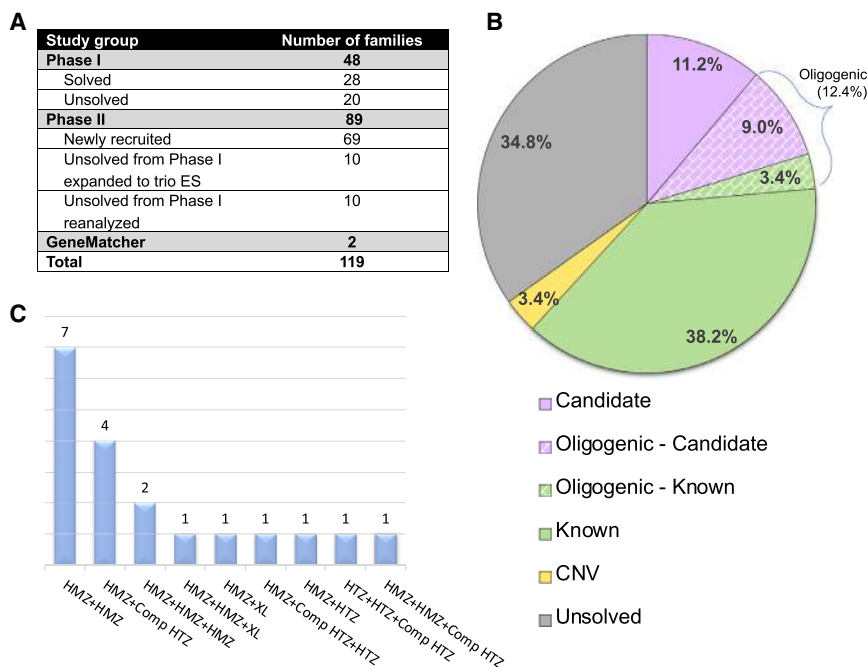 A
Study group Number of families
Phase I 48
Solved 28
Unsolved 20
Phase II 89
Newly recruited 69
Unsolved from Phase I 10
expanded to trio ES
Unsolved from Phase I 10
reanalyzed
GeneMatcher 2
Total 119
B
11.2%
Oligogenic
(12.4%)
9.0%
3.4%
34.8%
3.4%
38.2%
Candidate
Oligogenic - Candidate
Oligogenic - Known
Known
CNV
Unsolved
C
7
4
2
1 1 1 1 1 1
HMZ+HMZ
HMZ+Comp HTZ
HMZ+HMZ+HMZ
HMZ+HMZ+XL
HMZ+XL
HMZ+Comp HTZ+HTZ
HMZ+HTZ
HTZ+HTZ+Comp HTZ
HMZ+HMZ+Comp HTZ